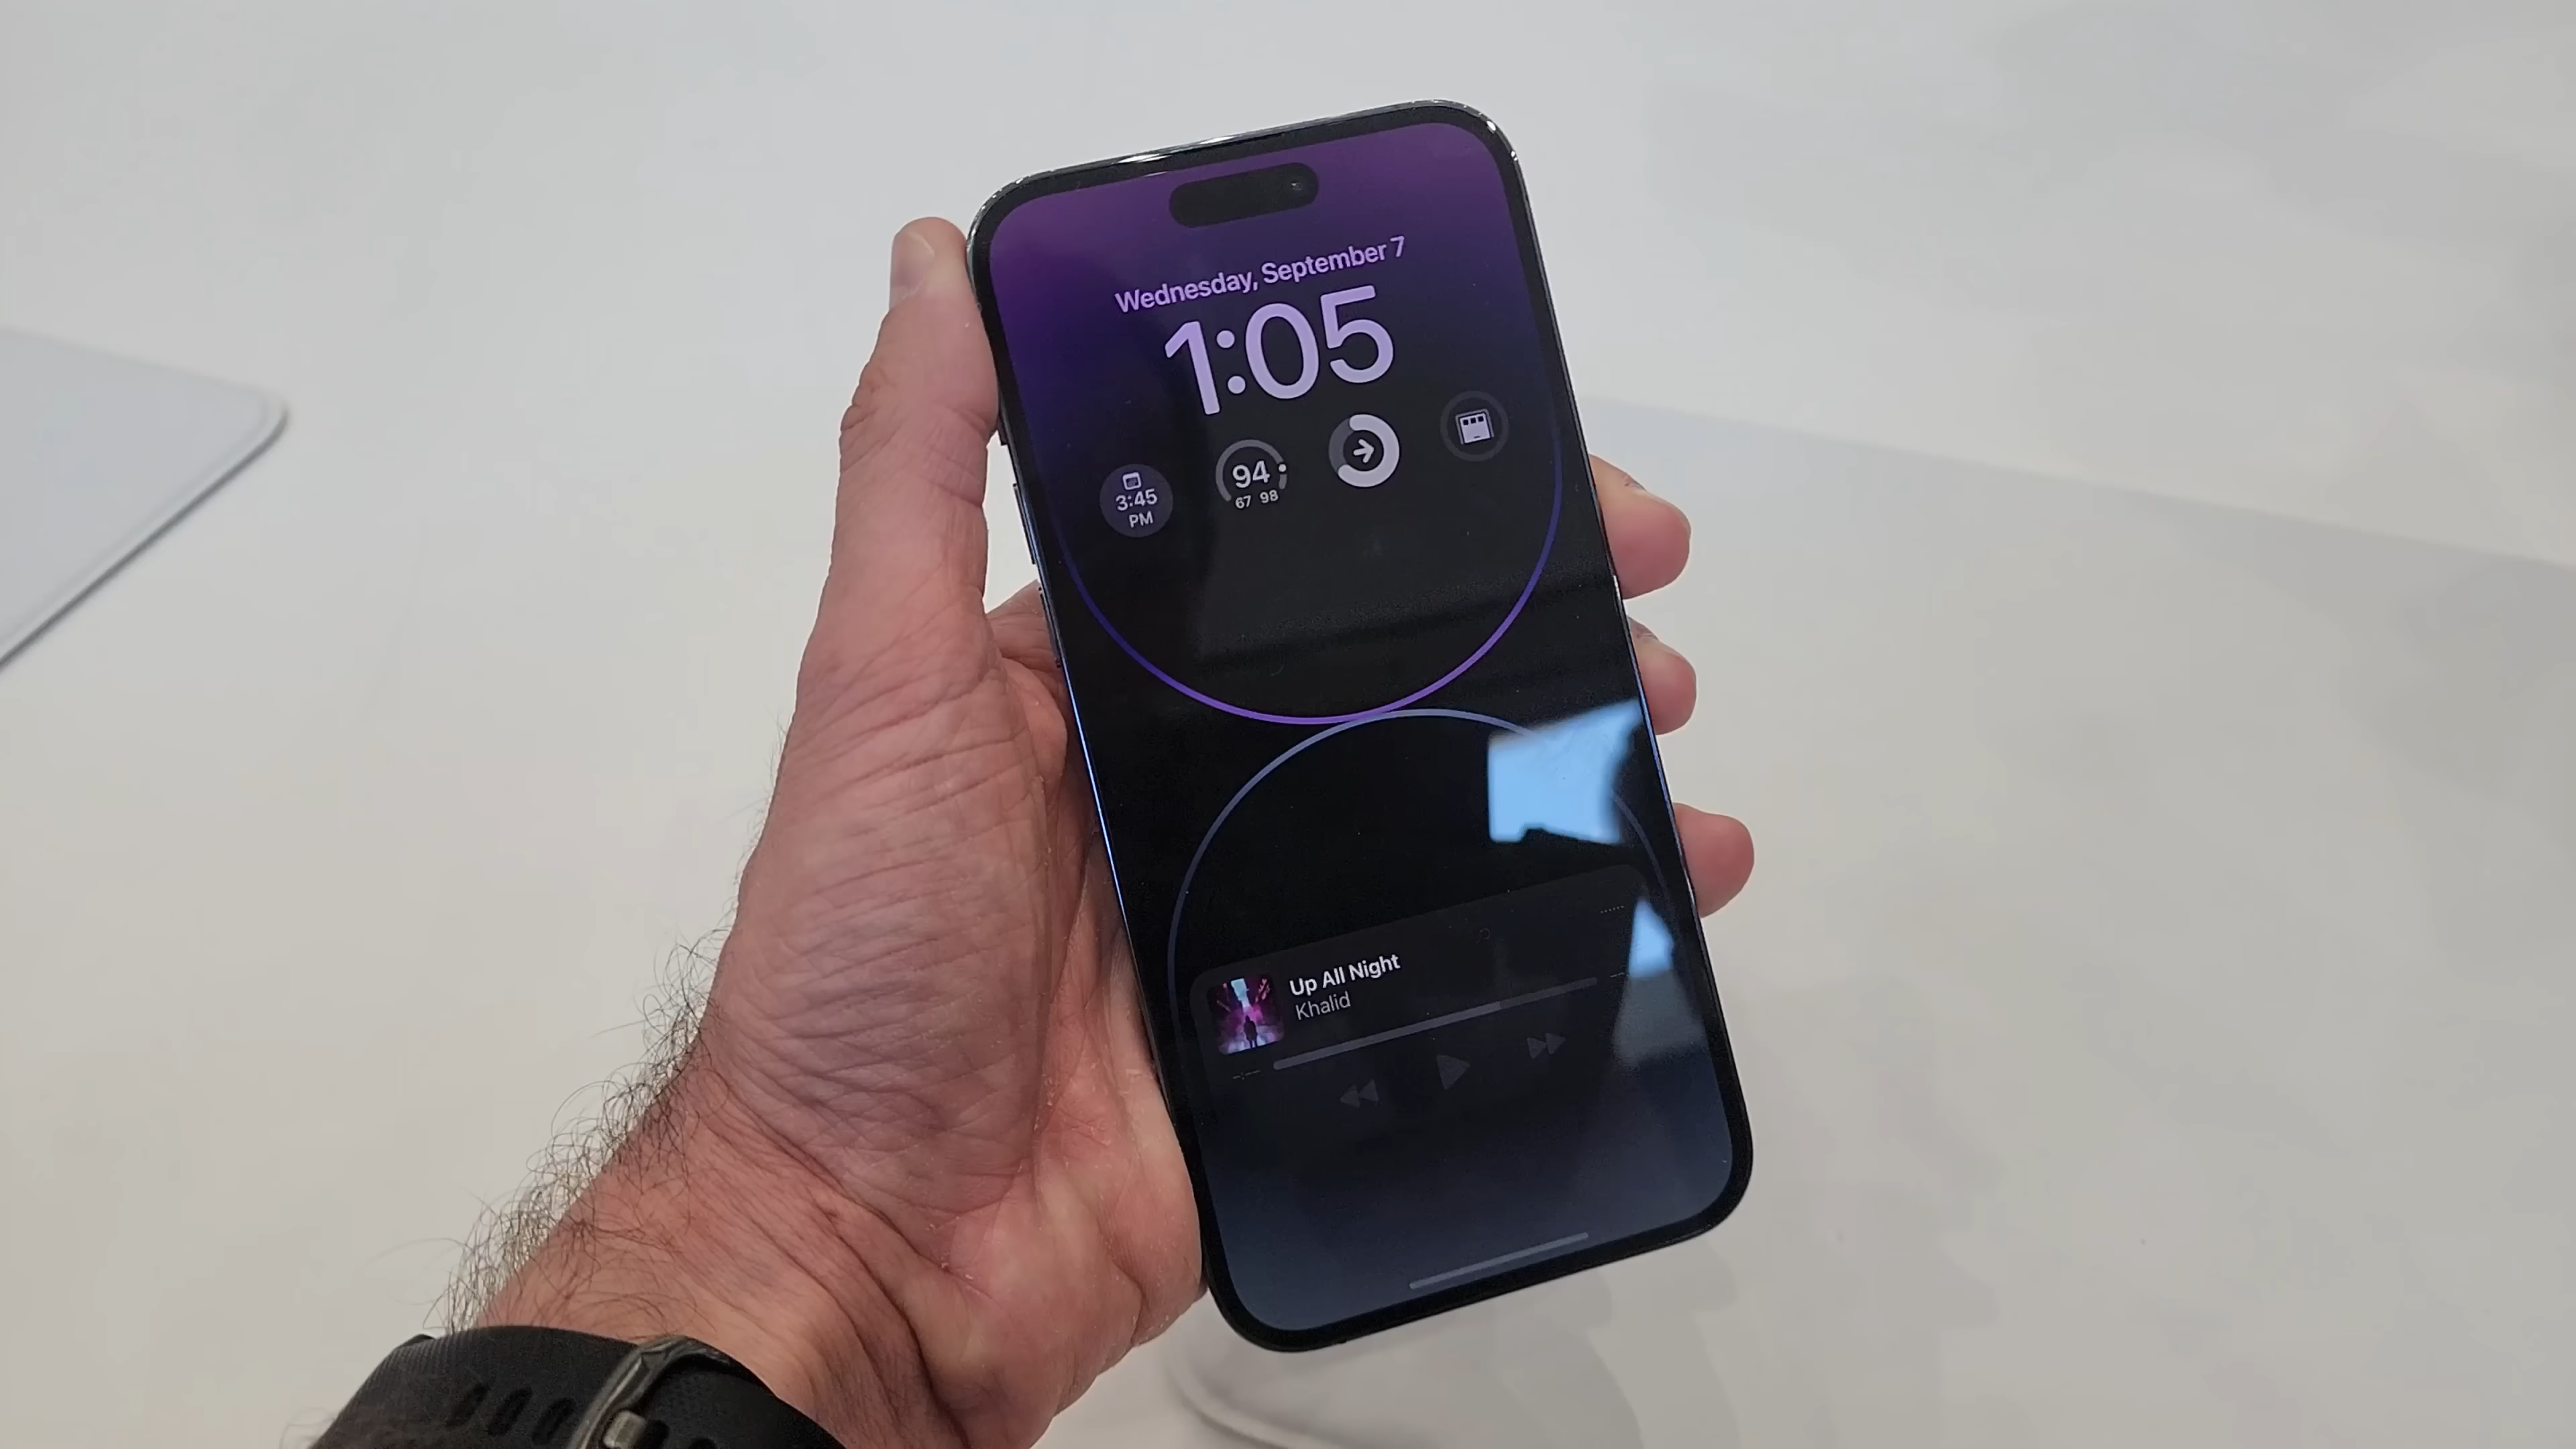 Wednesday, September 7
1:05
3:45
PM
94
67 98
Up All Night
Khalid